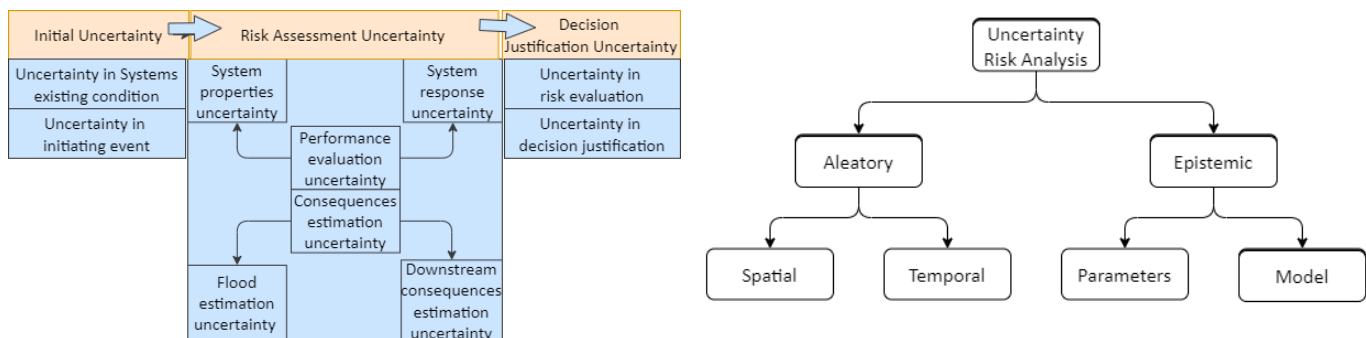 Initial Uncertainty
Risk Assessment Uncertainty
Decision
Justification Uncertainty
Uncertainty in Systems
existing condition
Uncertainty in
initiating event
System
properties
uncertainty
System
response
uncertainty
Performance
evaluation
uncertainty
Consequences
estimation
uncertainty
Flood
estimation
uncertainty
Downstream
consequences
estimation
uncertainty
Uncertainty in
risk evaluation
Uncertainty in
decision justification
Uncertainty
Risk Analysis
Aleatory
Epistemic
Spatial
Temporal
Parameters
Model